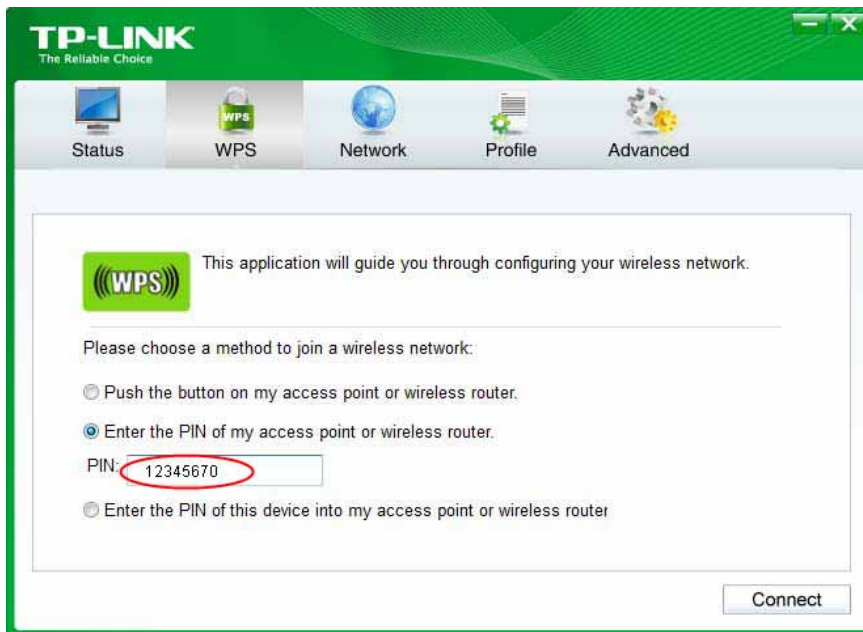 TP-LINK
The Reliable Choice
Status
WPS
WPS
Network
Profile
Advanced
((WPS))
This application will guide you through configuring your wireless network.
Please choose a method to join a wireless network:
Push the button on my access point or wireless router.
Enter the PIN of my access point or wireless router.
PIN: 12345670
Enter the PIN of this device into my access point or wireless router
Connect